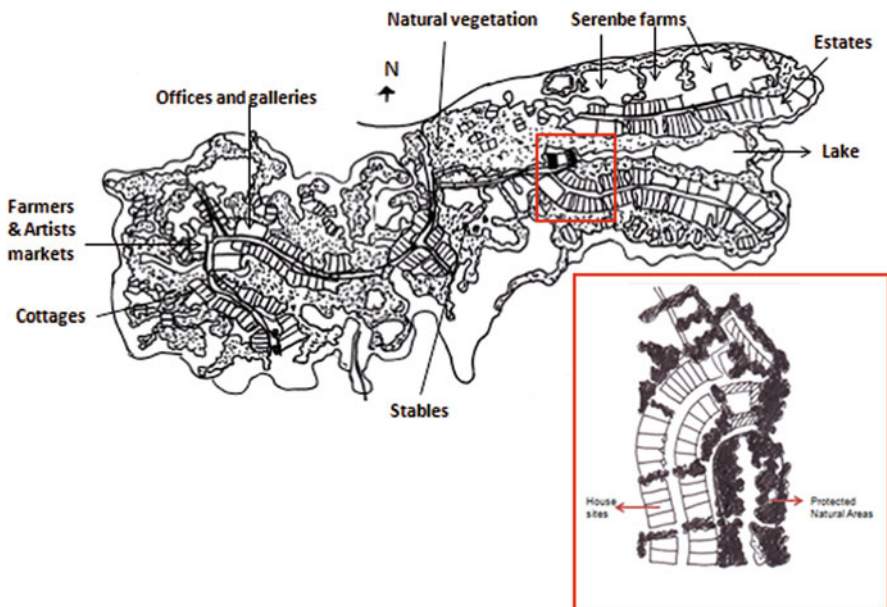 Natural vegetation
Serenbe farms
Estates
N
Offices and galleries
Lake
Farmers
& Artists
markets
Cottages
Stables
House
sites
Protected
Natural Areas